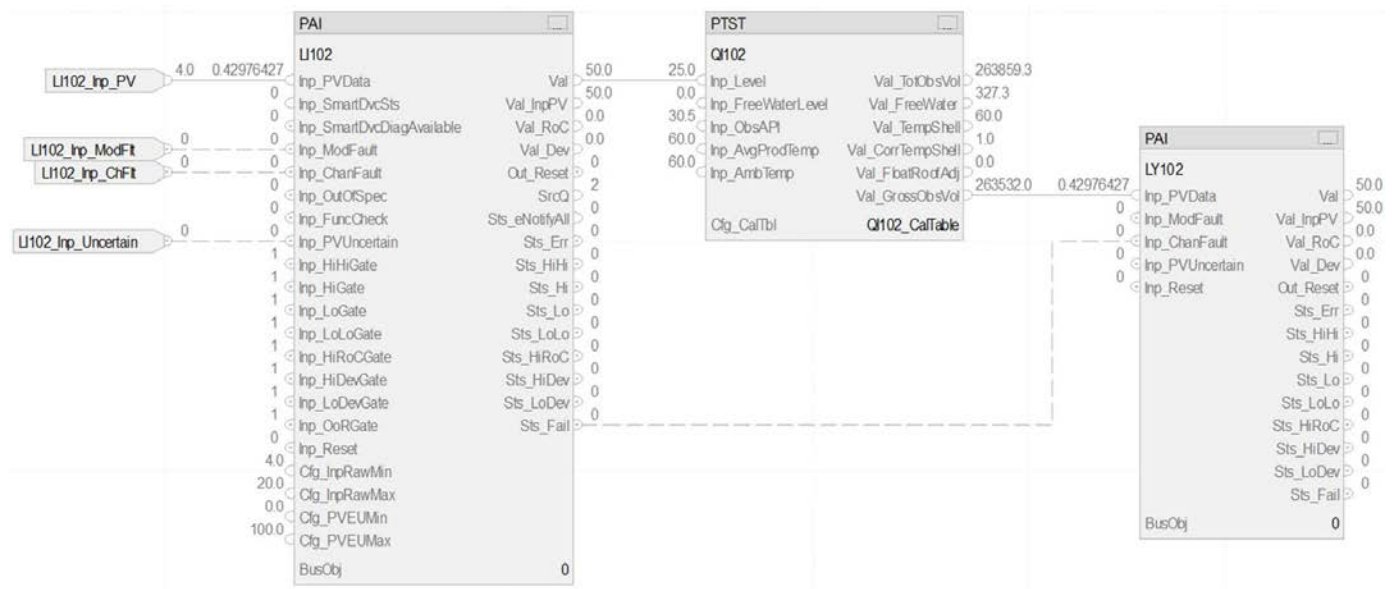 PAI
...
LI102
LI102_Inp_PV
4.0 0.42976427
Inp_PVData Val 50.0
0 Inp_SmartDvcSts Val_InpPV 50.0
0 Inp_SmartDvcDiagAvailable Val_RoC 0.0
LI102_Inp_ModFlt 0 0 Inp_ModFault Val_Dev 0.0
LI102_Inp_ChFlt 0 0 Inp_ChanFault Out_Reset 0
0 Inp_OutOfSpec SrcQ 2
0 Inp_FuncCheck Sts_eNotifyAll 0
LI102_Inp_Uncertain 0 0 Inp_PVUncertain Sts_Err 0
1 Inp_HiHiGate Sts_HiHi 0
1 Inp_HiGate Sts_Hi 0
1 Inp_LoGate Sts_Lo 0
1 Inp_LoLoGate Sts_LoLo 0
1 Inp_HiRoCGate Sts_HiRoC 0
1 Inp_HiDevGate Sts_HiDev 0
1 Inp_LoDevGate Sts_LoDev 0
1 Inp_OoRGate Sts_Fail 0
0 Inp_Reset
4.0 Cfg_InpRawMin
20.0 Cfg_InpRawMax
0.0 Cfg_PVEUMin
100.0 Cfg_PVEUMax
BusObj 0
PTST
...
QI102
25.0 Inp_Level Val_TotObsVol 263859.3
0.0 Inp_FreeWaterLevel Val_FreeWater 327.3
30.5 Inp_ObsAPI Val_TempShell 60.0
60.0 Inp_AvgProdTemp Val_CorrTempShell 1.0
60.0 Inp_AmbTemp Val_FloatRoofAdj 0.0
Val_GrossObsVol 263532.0
Cfg_CalTbl QI102_CalTable
PAI
...
LY102
0.42976427 Inp_PVData Val 50.0
0 Inp_ModFault Val_InpPV 50.0
0 Inp_ChanFault Val_RoC 0.0
0 Inp_PVUncertain Val_Dev 0.0
0 Inp_Reset Out_Reset 0
Sts_Err 0
Sts_HiHi 0
Sts_Hi 0
Sts_Lo 0
Sts_LoLo 0
Sts_HiRoC 0
Sts_HiDev 0
Sts_LoDev 0
Sts_Fail 0
BusObj 0